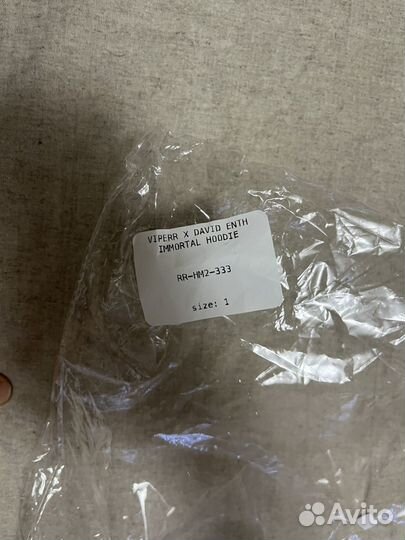 VIPERR X DAVID ENTH
IMMORTAL HOODIE
RR-HM2-333
size: 1
Avito